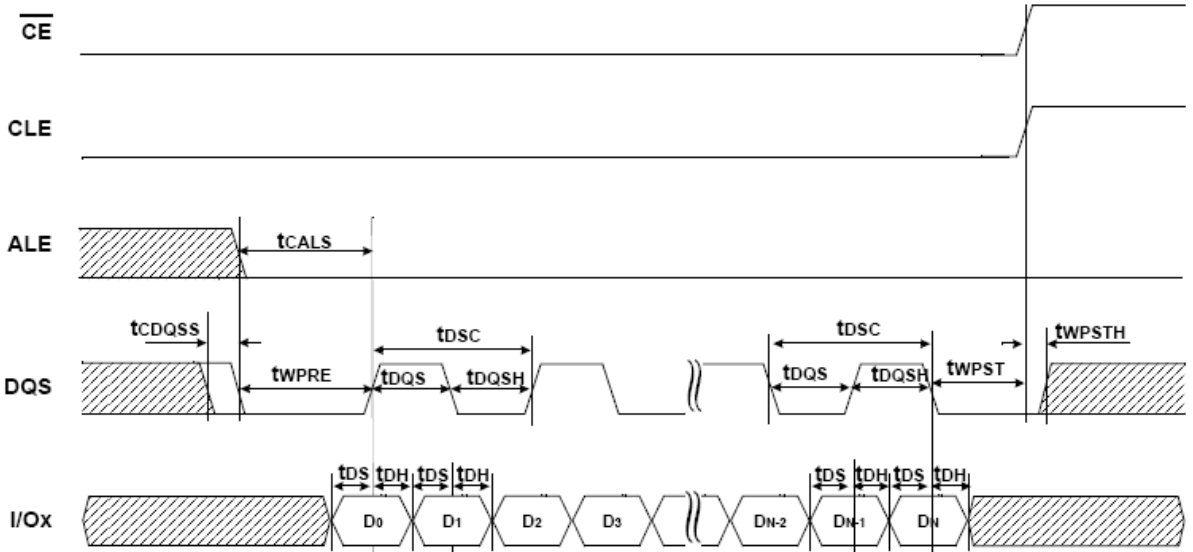 CE
CLE
ALE
tCALS
tCDQSS
tDSC
tDSC
tWPSTH
DQS
tWPRE
tDQS
tDQSH
tDQS
tDQSH
tWPST
tDS
tDH
tDS
tDH
tDS
tDH
tDS
tDH
I/Ox
D0
D1
D2
D3
DN-2
DN-1
DN